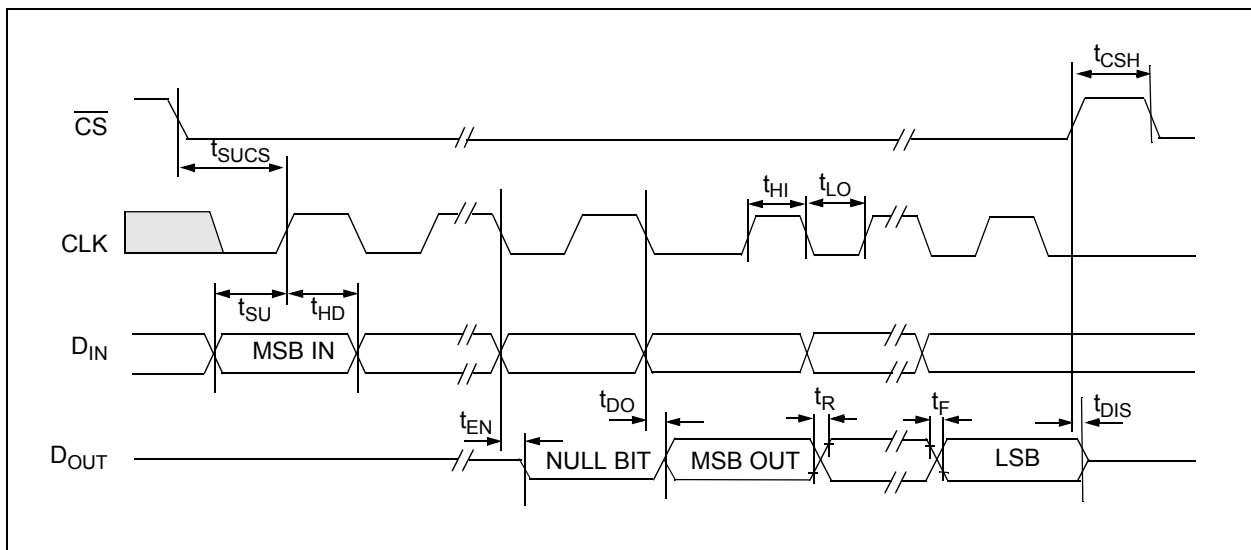 tCSH
CS
tSUCS
tHI tLO
CLK
tSU tHD
DIN
MSB IN
tDO tR tF tDIS
tEN
DOUT
NULL BIT MSB OUT LSB